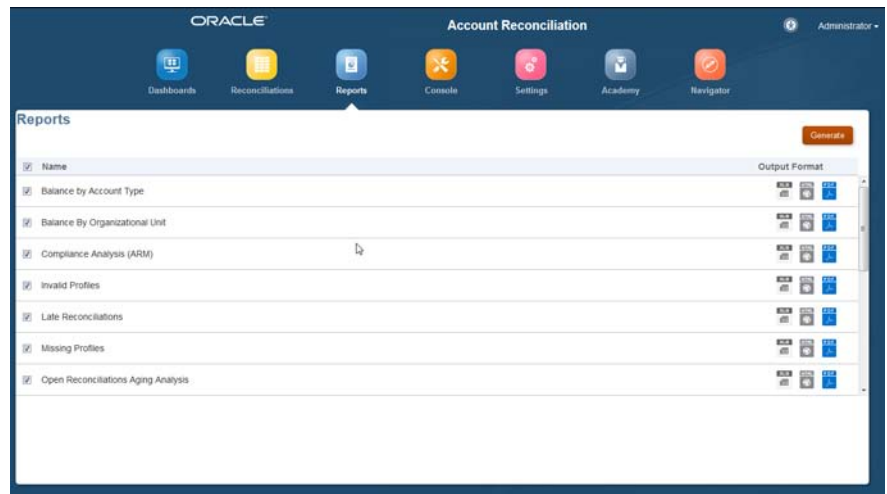 ORACLE
Account Reconciliation
Administrator
Dashboards
Reconciliations
Reports
Console
Settings
Academy
Navigator
Reports
Generate
Name
Output Format
Balance by Account Type
Balance By Organizational Unit
Compliance Analysis (ARM)
Invalid Profiles
Late Reconciliations
Missing Profiles
Open Reconciliations Aging Analysis